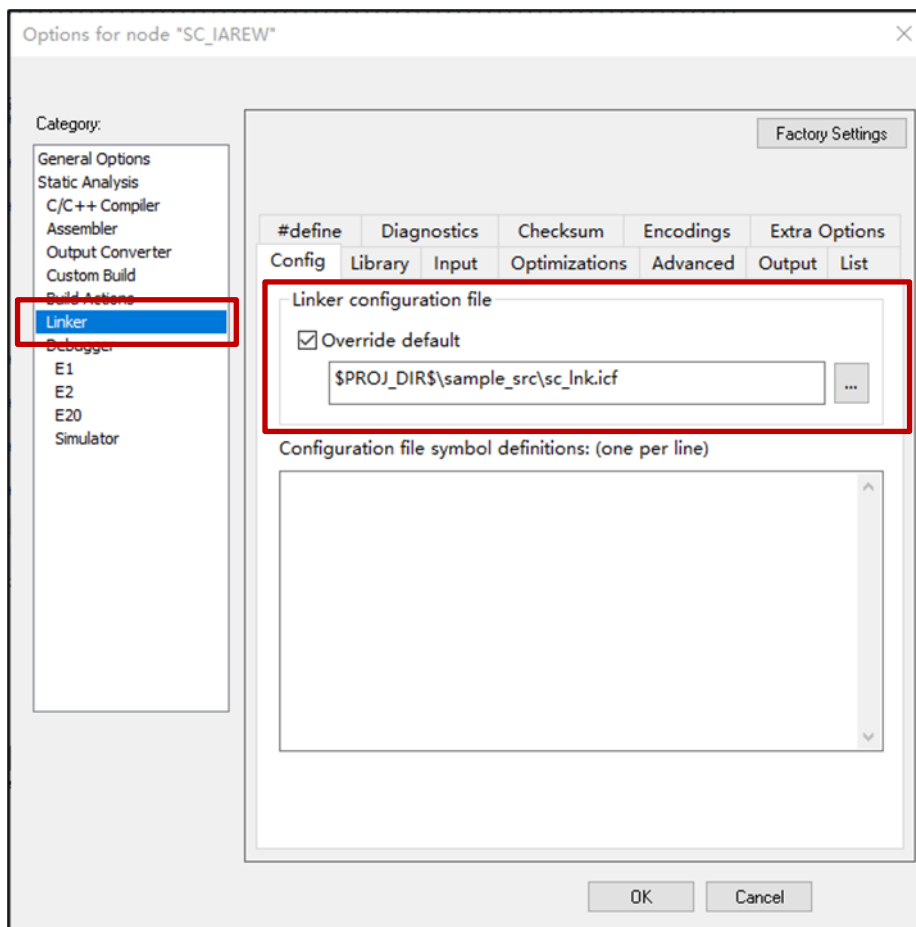 Options for node "SC_IAREW"
Category:
General Options
Static Analysis
C/C++ Compiler
Assembler
Output Converter
Custom Build
Build Actions
Linker
Debugger
E1
E2
E20
Simulator
Factory Settings
#define Diagnostics Checksum Encodings Extra Options
Config Library Input Optimizations Advanced Output List
Linker configuration file
Override default
$PROJ_DIR$\sample_src\sc_lnk.icf
...
Configuration file symbol definitions: (one per line)
OK Cancel